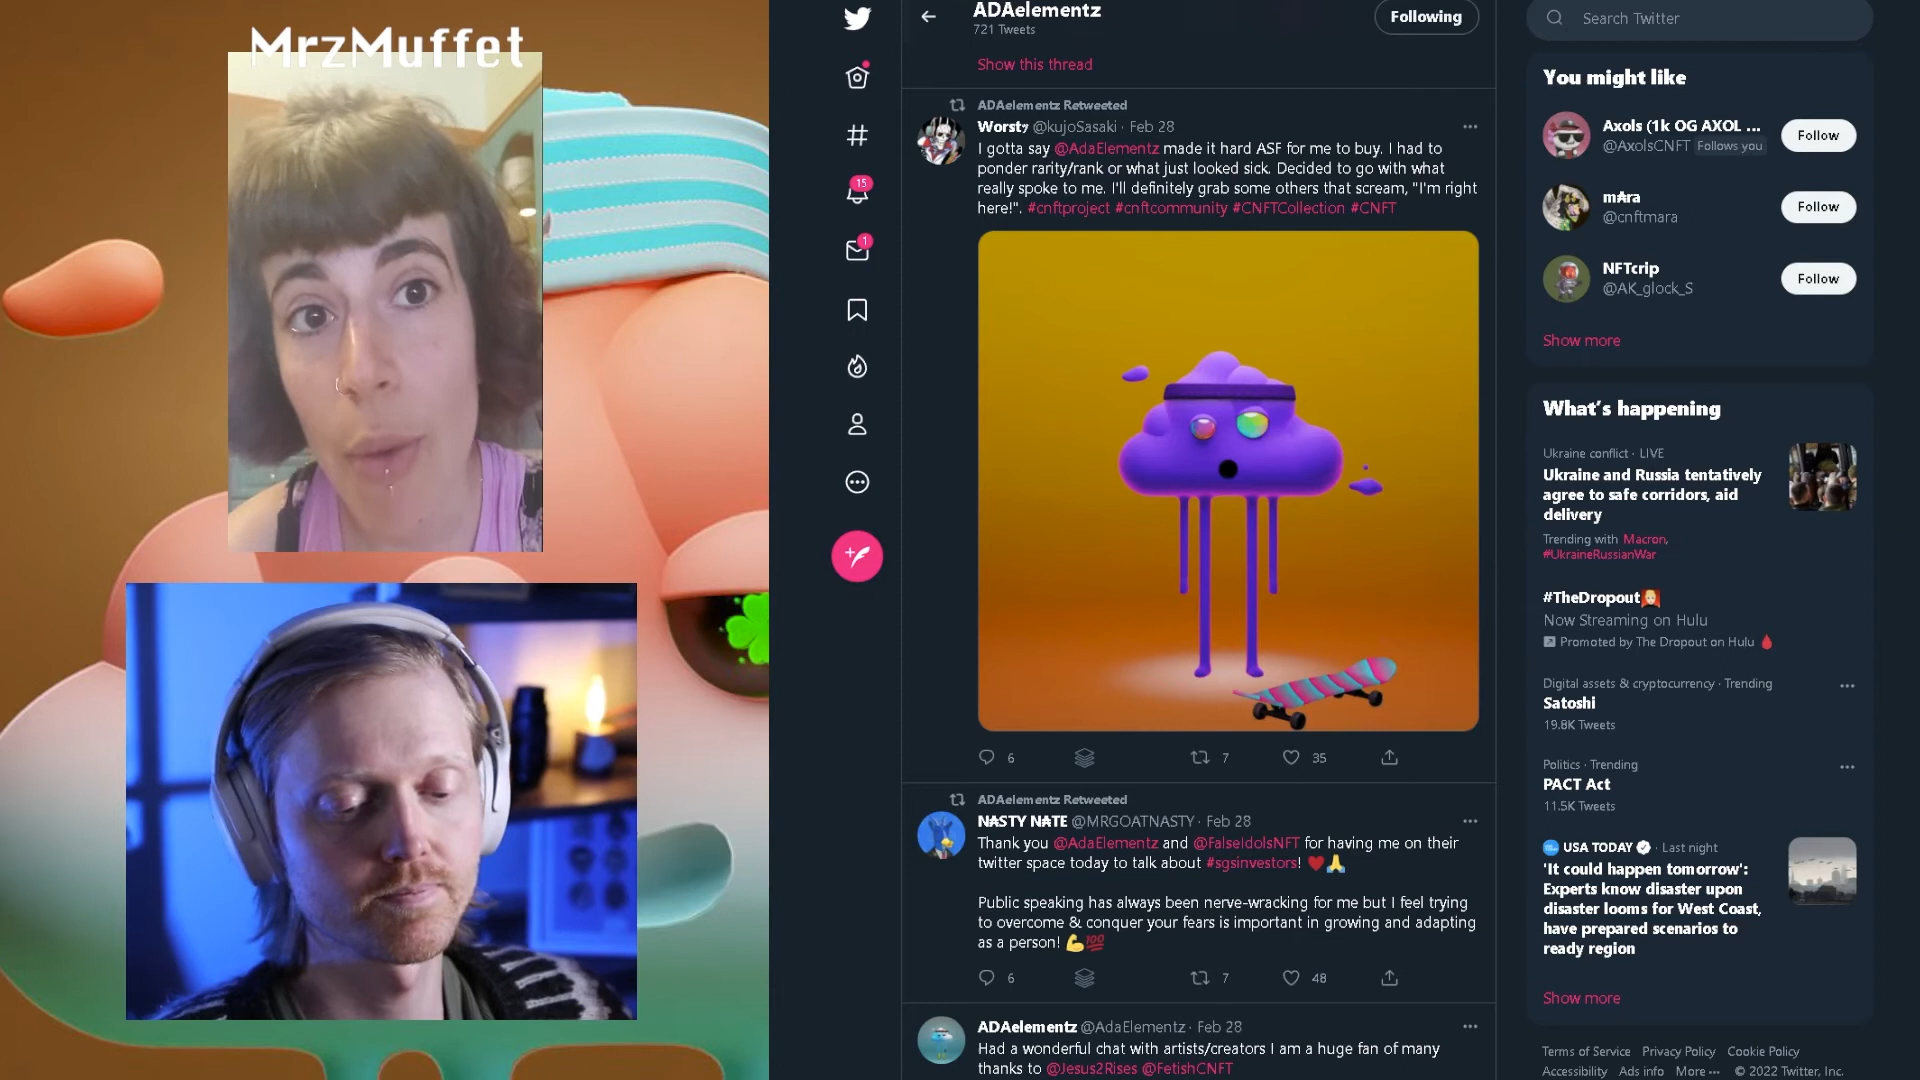 MrzMuffet
ADAelementz
721 Tweets
Following
Show this thread
ADAelementz Retweeted
Worst7 @kujoSasaki · Feb 28
I gotta say @AdaElementz made it hard ASF for me to buy. I had to
ponder rarity/rank or what just looked sick. Decided to go with what
really spoke to me. I'll definitely grab some others that scream, "I'm right
here!". #cnftproject #cnftcommunity #CNFTCollection #CNFT
6 7 35
ADAelementz Retweeted
N₳STY N₳TE @MRGOATNASTY · Feb 28
Thank you @AdaElementz and @FalseIdolsNFT for having me on their
twitter space today to talk about #sgsinvestors! ❤️🙏
Public speaking has always been nerve-wracking for me but I feel trying
to overcome & conquer your fears is important in growing and adapting
as a person! 💪💯
6 7 48
ADAelementz @AdaElementz · Feb 28
Had a wonderful chat with artists/creators I am a huge fan of many
thanks to @Jesus2Rises @FetishCNFT
15
1
Search Twitter
You might like
Axols (1k OG AXOL ...
@AxolsCNFT Follows you
Follow
m₳ra
@cnftmara
Follow
NFTcrip
@AK_glock_S
Follow
Show more
What's happening
Ukraine conflict · LIVE
Ukraine and Russia tentatively
agree to safe corridors, aid
delivery
Trending with Macron,
#UkraineRussianWar
#TheDropout
Now Streaming on Hulu
Promoted by The Dropout on Hulu 🩸
Digital assets & cryptocurrency · Trending
Satoshi
19.8K Tweets
Politics · Trending
PACT Act
11.5K Tweets
USA TODAY · Last night
'It could happen tomorrow':
Experts know disaster upon
disaster looms for West Coast,
have prepared scenarios to
ready region
Show more
Terms of Service Privacy Policy Cookie Policy
Accessibility Ads info More ··· © 2022 Twitter, Inc.